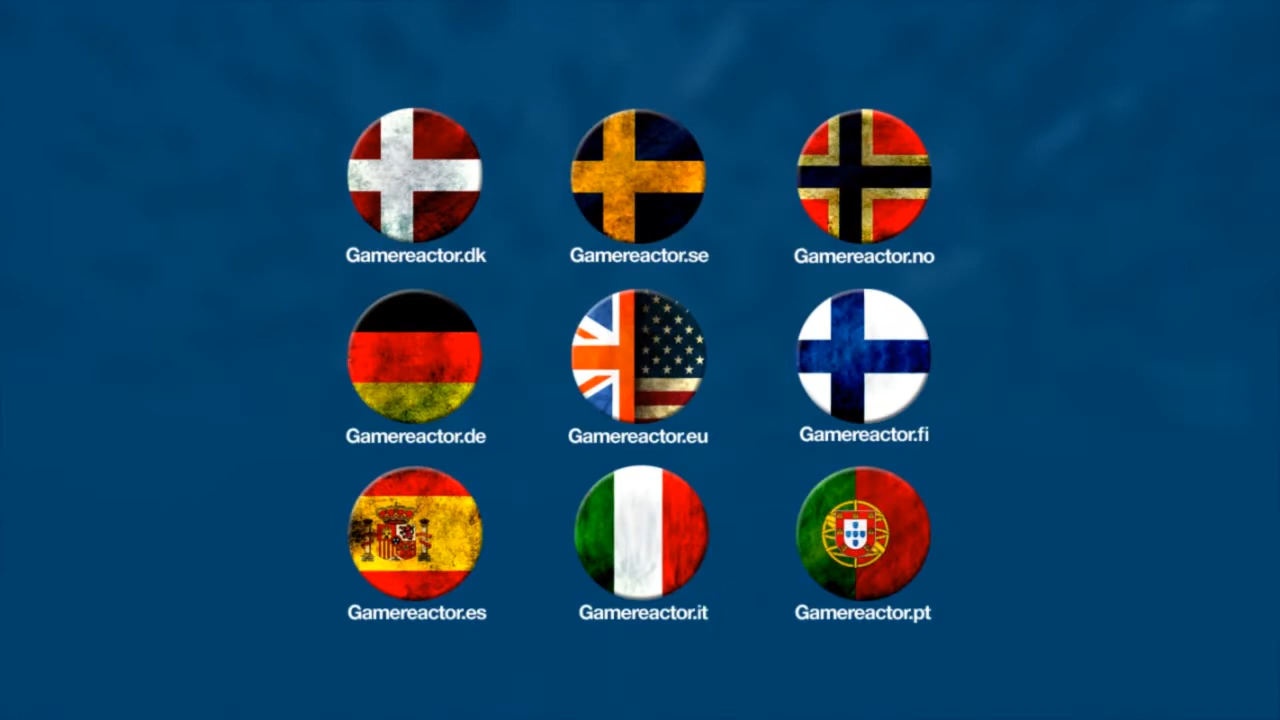 Gamereactor.dk
Gamereactor.se
Gamereactor.no
Gamereactor.de
Gamereactor.eu
Gamereactor.fi
Gamereactor.es
Gamereactor.it
Gamereactor.pt